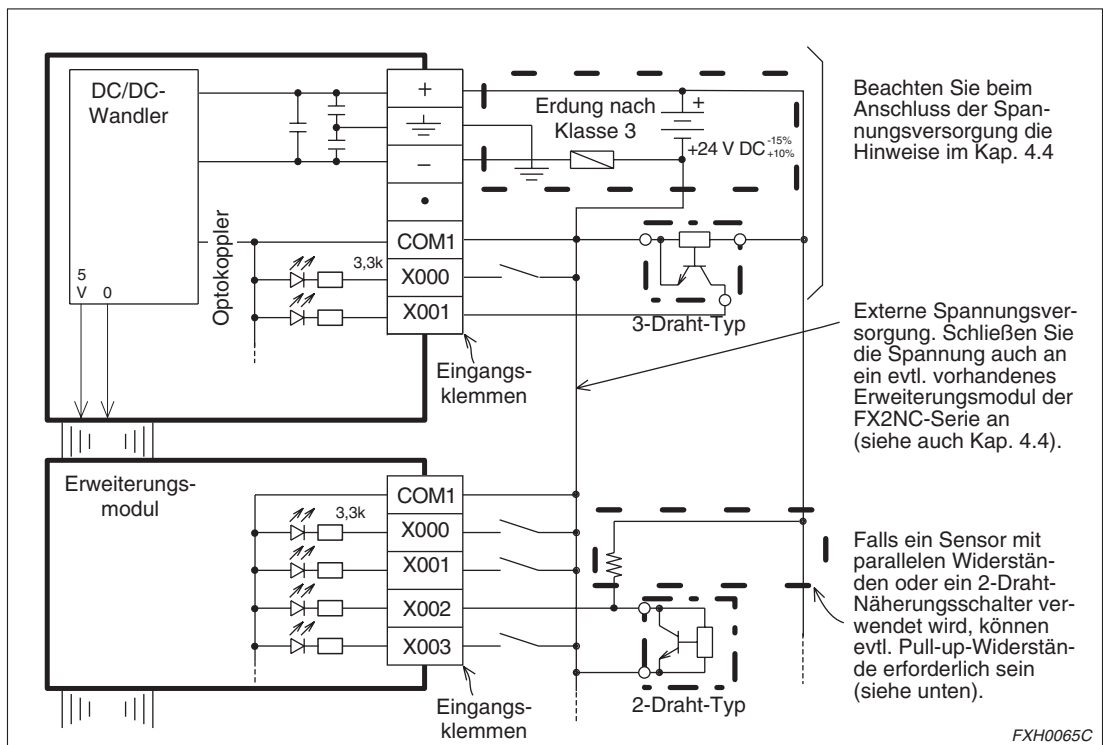 DC/DC-
Wandler
+
−
•
COM1
X000
X001
Optokoppler
3,3k
5
V 0
Erdung nach
Klasse 3
+
+24 V DC -15%
+10%
3-Draht-Typ
Eingangs-
klemmen
Beachten Sie beim
Anschluss der Span-
nungsversorgung die
Hinweise im Kap. 4.4
Externe Spannungsver-
sorgung. Schließen Sie
die Spannung auch an
ein evtl. vorhandenes
Erweiterungsmodul der
FX2NC-Serie an
(siehe auch Kap. 4.4).
Erweiterungs-
modul
3,3k
COM1
X000
X001
X002
X003
Eingangs-
klemmen
2-Draht-Typ
Falls ein Sensor mit
parallelen Widerstän-
den oder ein 2-Draht-
Näherungsschalter ver-
wendet wird, können
evtl. Pull-up-Widerstän-
de erforderlich sein
(siehe unten).
FXH0065C